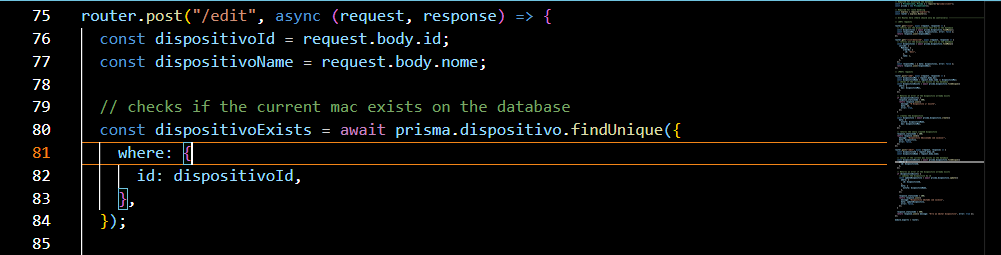 75 router.post("/edit", async (request, response) => {
76   const dispositivoId = request.body.id;
77   const dispositivoName = request.body.nome;
78
79   // checks if the current mac exists on the database
80   const dispositivoExists = await prisma.dispositivo.findUnique({
81     where: {
82       id: dispositivoId,
83     },
84   });
85